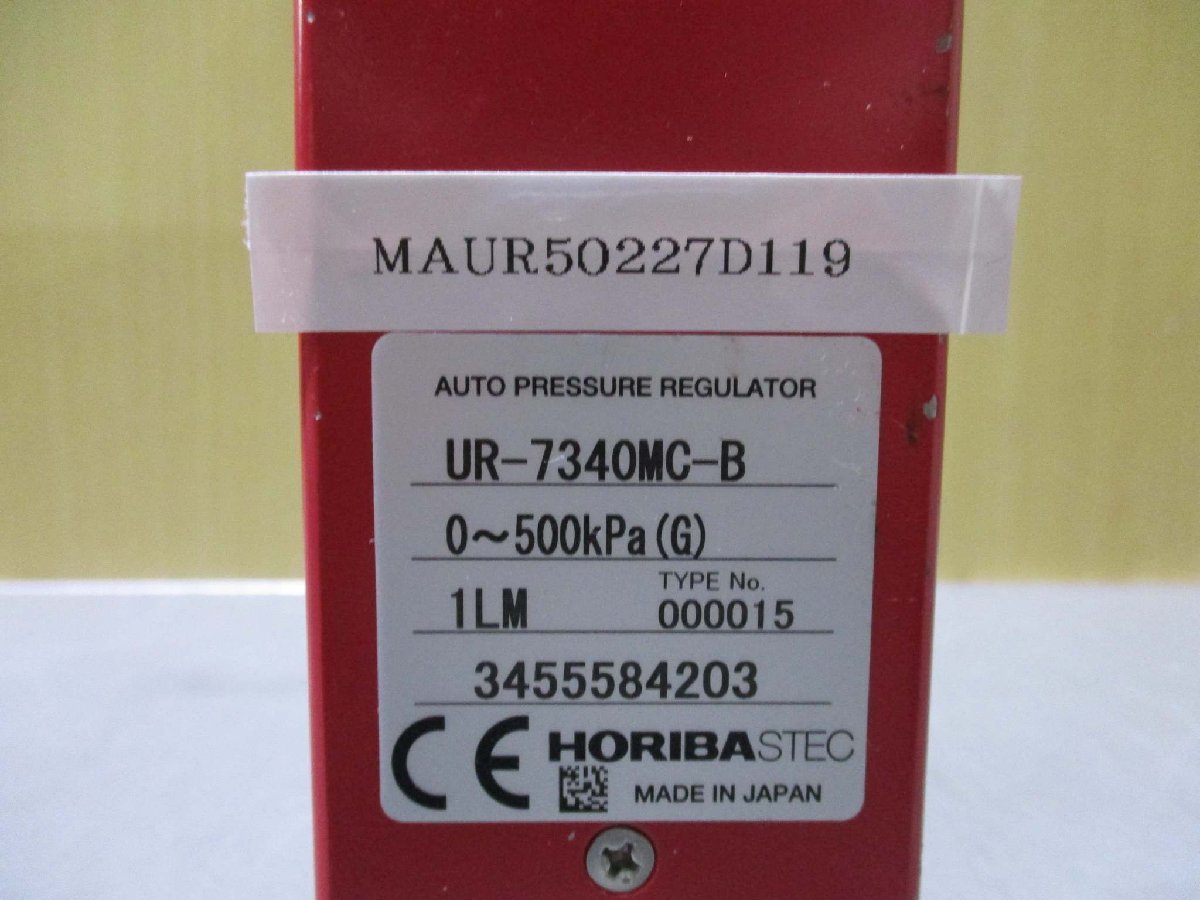 MAUR50227D119
AUTO PRESSURE REGULATOR
UR-7340MC-B
0～500kPa(G)
TYPE No.
1LM 000015
3455584203
CE HORIBASTEC
MADE IN JAPAN